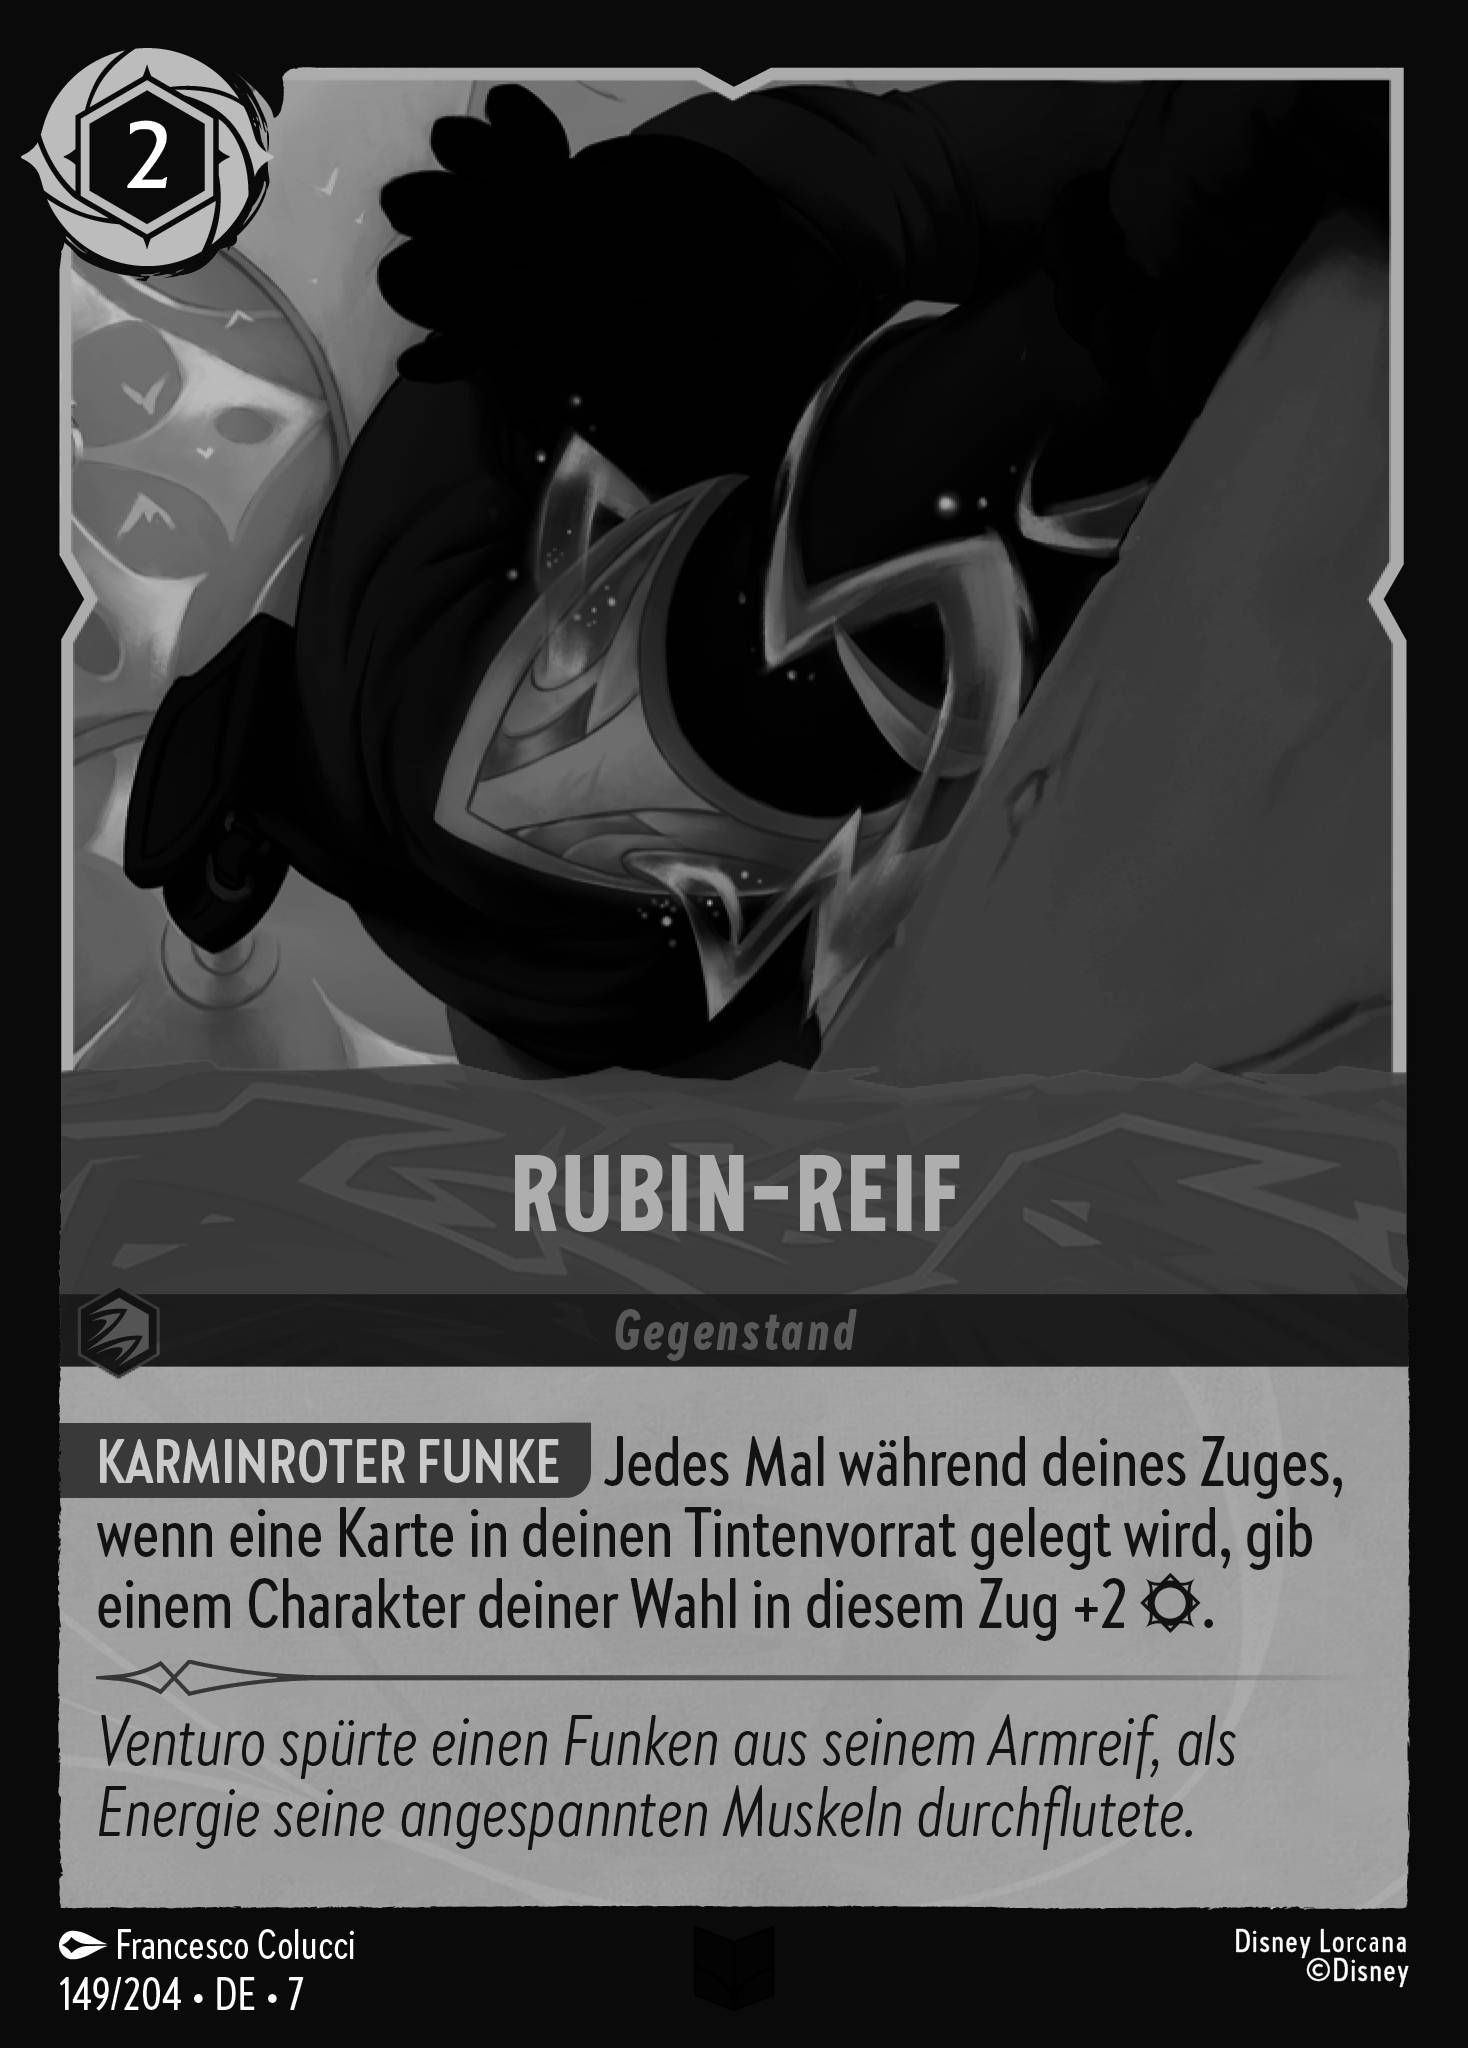 2
RUBIN-REIF
Gegenstand
KARMINROTER FUNKE Jedes Mal während deines Zuges,
wenn eine Karte in deinen Tintenvorrat gelegt wird, gib
einem Charakter deiner Wahl in diesem Zug +2 .
Venturo spürte einen Funken aus seinem Armreif, als
Energie seine angespannten Muskeln durchflutete.
Francesco Colucci
149/204 • DE • 7
Disney Lorcana
©Disney